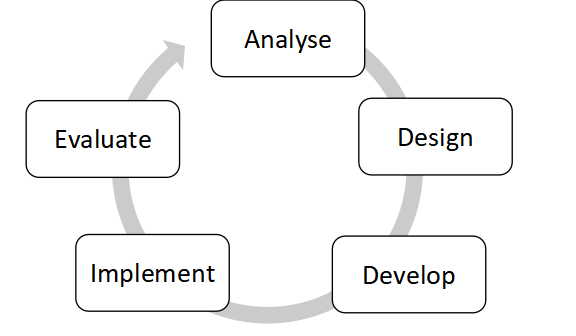 Analyse
Design
Develop
Implement
Evaluate